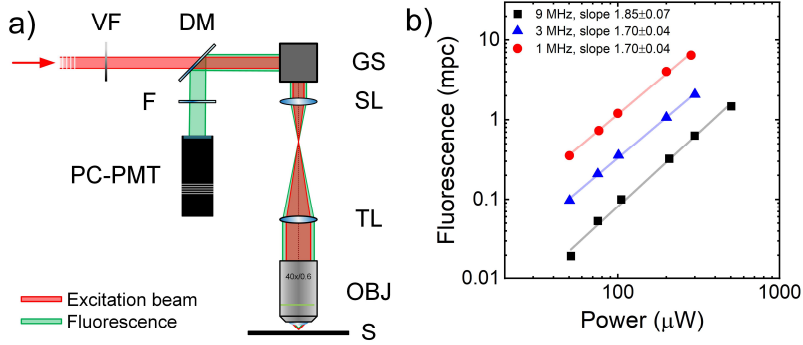 a)
VF
DM
GS
SL
F
PC-PMT
TL
40x/0.6
OBJ
S
Excitation beam
Fluorescence
b)
9 MHz, slope 1.85±0.07
3 MHz, slope 1.70±0.04
1 MHz, slope 1.70±0.04
Fluorescence (mpc)
10
1
0.1
0.01
100
1000
Power (μW)